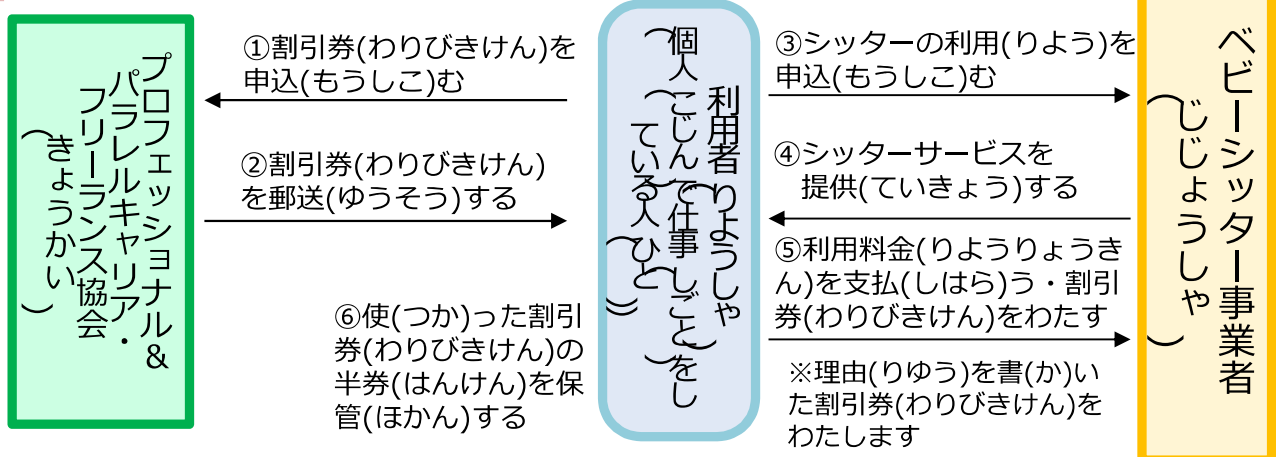 プロフェッショナル&
パラレルキャリア・
フリーランス協会
(きょうかい)
①割引券(わりびきけん)を
申込(もうしこ)む
②割引券(わりびきけん)
を郵送(ゆうそう)する
⑥使(つか)った割引
券(わりびきけん)の
半券(はんけん)を保
管(ほかん)する
利用者(りようしゃ)
(個人(こじん)で仕事(しごと)をし
ている人(ひと))
③シッターの利用(りよう)を
申込(もうしこ)む
④シッターサービスを
提供(ていきょう)する
⑤利用料金(りようりょうき
ん)を支払(しはら)う・割引
券(わりびきけん)をわたす
※理由(りゆう)を書(か)い
た割引券(わりびきけん)を
わたします
ベビーシッター事業者
(じじょうしゃ)